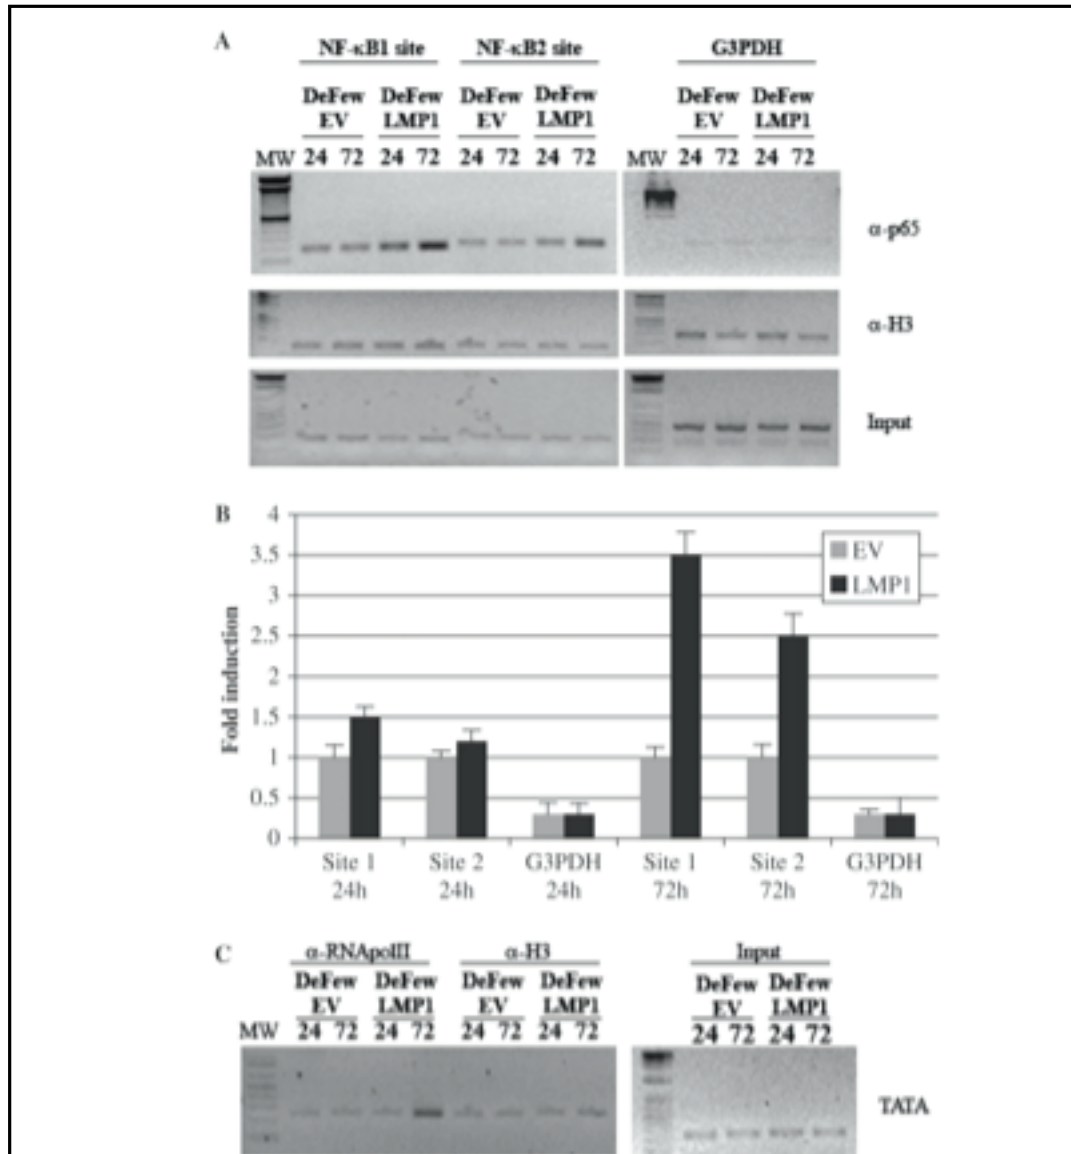 A
NF-κB1 site NF-κB2 site G3PDH
DeFew DeFew DeFew DeFew DeFew DeFew
EV LMP1 EV LMP1 EV LMP1
MW 24 72 24 72 24 72 24 72 MW 24 72 24 72
α-p65
α-H3
Input
B
4
3.5
3
2.5
2
1.5
1
0.5
0
Fold induction
EV
LMP1
Site 1 Site 2 G3PDH Site 1 Site 2 G3PDH
24h 24h 24h 72h 72h 72h
C
α-RNApolII α-H3 Input
DeFew DeFew DeFew DeFew DeFew DeFew
EV LMP1 EV LMP1 EV LMP1
MW 24 72 24 72 24 72 24 72 24 72 24 72
TATA